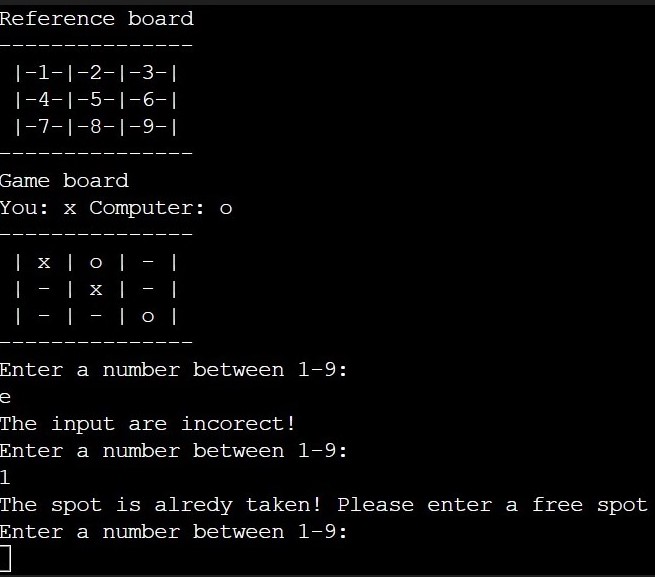 Reference board
---------------
|-1-|-2-|-3-|
|-4-|-5-|-6-|
|-7-|-8-|-9-|
---------------
Game board
You: x Computer: o
---------------
| x | o | - |
| - | x | - |
| - | - | o |
---------------
Enter a number between 1-9:
e
The input are incorect!
Enter a number between 1-9:
1
The spot is alredy taken! Please enter a free spot
Enter a number between 1-9: